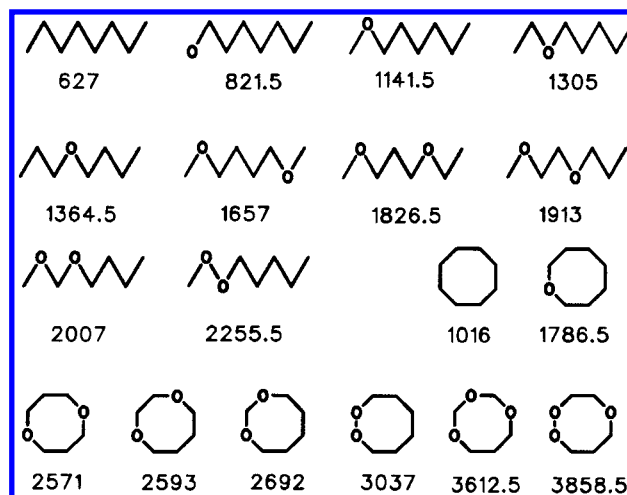 O O O
627 821.5 1141.5 1305
O O O O O O O
1364.5 1657 1826.5 1913
O O O O O
2007 2255.5 1016 1786.5
O O O O O O O O O O O O O O
2571 2593 2692 3037 3612.5 3858.5